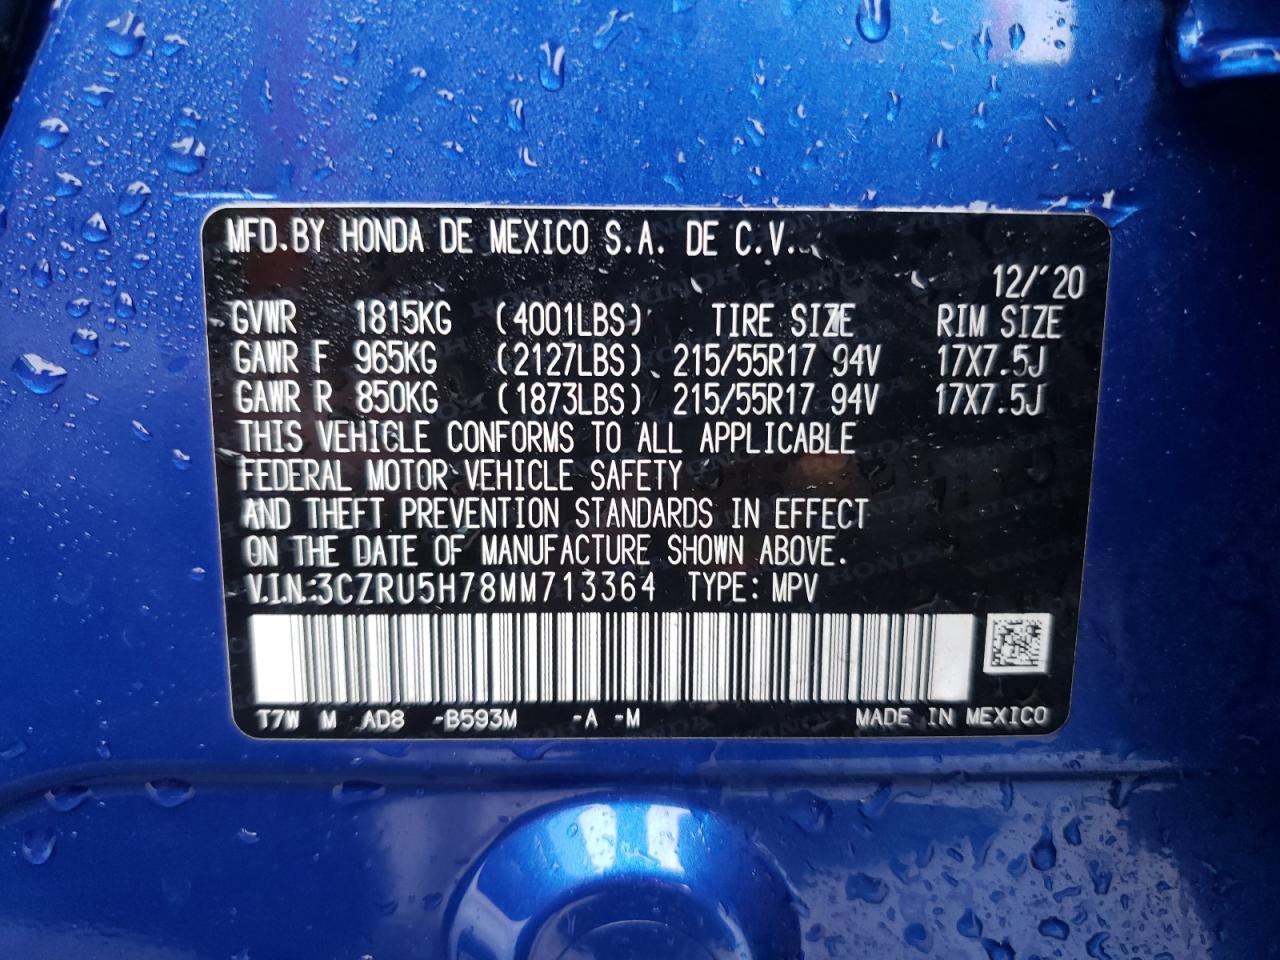 MFD.BY HONDA DE MEXICO S.A. DE C.V.
12/'20
GVWR 1815KG (4001LBS) TIRE SIZE RIM SIZE
GAWR F 965KG (2127LBS) 215/55R17 94V 17X7.5J
GAWR R 850KG (1873LBS) 215/55R17 94V 17X7.5J
THIS VEHICLE CONFORMS TO ALL APPLICABLE
FEDERAL MOTOR VEHICLE SAFETY
AND THEFT PREVENTION STANDARDS IN EFFECT
ON THE DATE OF MANUFACTURE SHOWN ABOVE.
V.I.N:3CZRU5H78MM713364 TYPE:MPV
T7W M AD8 -B593M -A -M MADE IN MEXICO